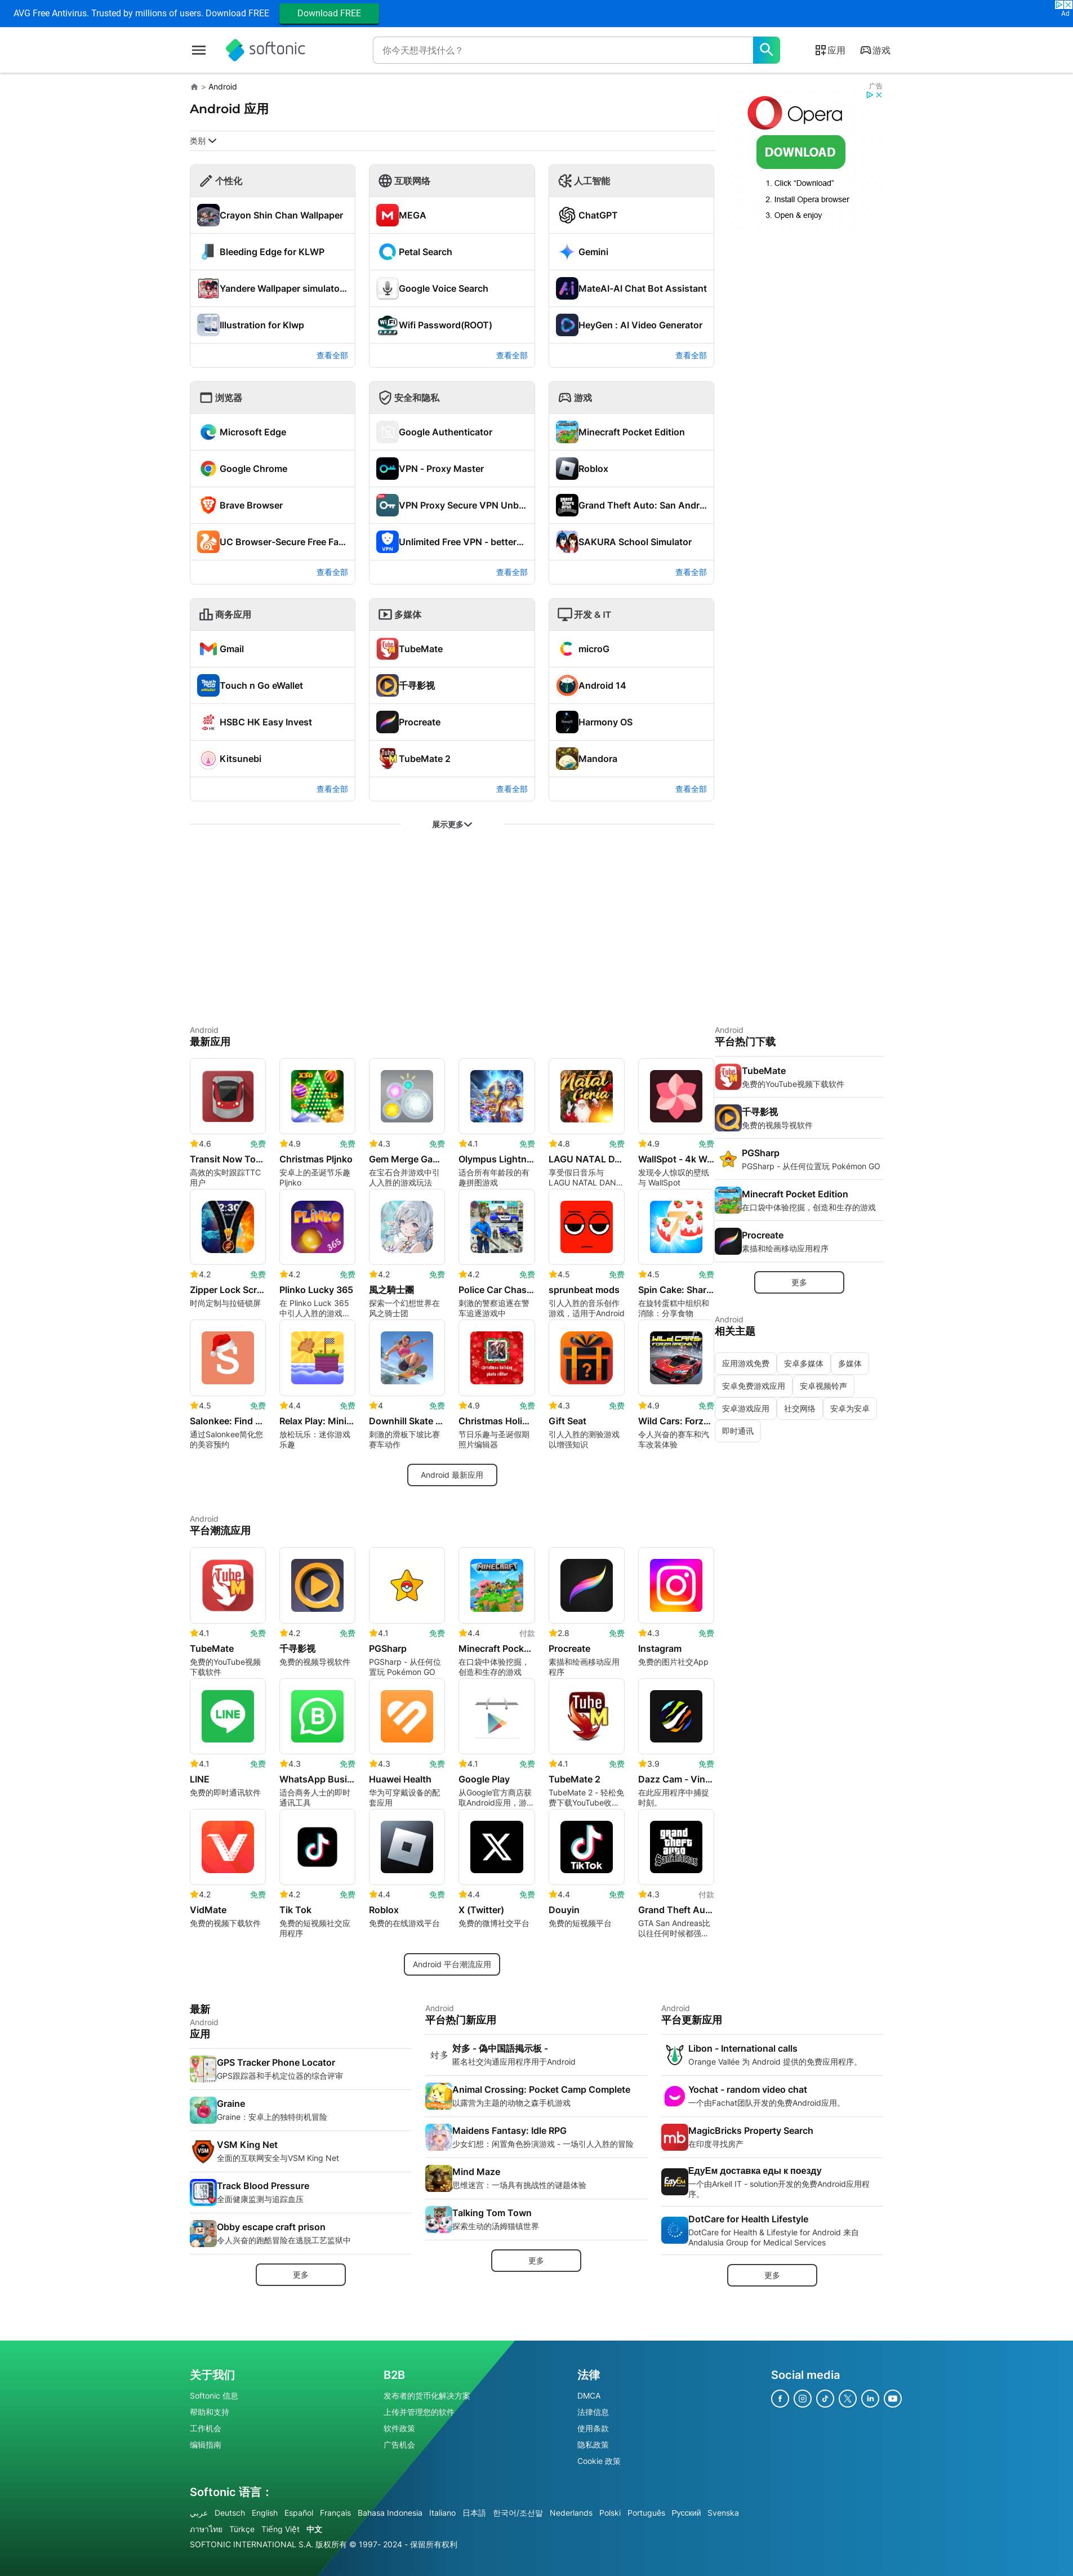 AVG Free Antivirus. Trusted by millions of users. Download FREE
Download FREE
Ad
softonic
你今天想寻找什么？
应用
游戏
> Android
Android 应用
类别
广告
Opera
DOWNLOAD
1. Click "Download"
2. Install Opera browser
3. Open & enjoy
个性化
Crayon Shin Chan Wallpaper
Bleeding Edge for KLWP
Yandere Wallpaper simulato...
Illustration for Klwp
查看全部
互联网络
MEGA
Petal Search
Google Voice Search
Wifi Password(ROOT)
查看全部
人工智能
ChatGPT
Gemini
MateAI-AI Chat Bot Assistant
HeyGen : AI Video Generator
查看全部
浏览器
Microsoft Edge
Google Chrome
Brave Browser
UC Browser-Secure Free Fa...
查看全部
安全和隐私
Google Authenticator
VPN - Proxy Master
VPN Proxy Secure VPN Unb...
Unlimited Free VPN - better...
查看全部
游戏
Minecraft Pocket Edition
Roblox
Grand Theft Auto: San Andr...
SAKURA School Simulator
查看全部
商务应用
Gmail
Touch n Go eWallet
HSBC HK Easy Invest
Kitsunebi
查看全部
多媒体
TubeMate
千寻影视
Procreate
TubeMate 2
查看全部
开发 & IT
microG
Android 14
Harmony OS
Mandora
查看全部
展示更多
Android
最新应用
4.6 免费
Transit Now To...
高效的实时跟踪TTC
用户
4.9 免费
Christmas Pljnko
安卓上的圣诞节乐趣
Pljnko
4.3 免费
Gem Merge Ga...
在宝石合并游戏中引
人入胜的游戏玩法
4.1 免费
Olympus Lightn...
适合所有年龄段的有
趣拼图游戏
4.8 免费
LAGU NATAL D...
享受假日音乐与
LAGU NATAL DAN...
4.9 免费
WallSpot - 4k W...
发现令人惊叹的壁纸
与 WallSpot
4.2 免费
Zipper Lock Scr...
时尚定制与拉链锁屏
4.2 免费
Plinko Lucky 365
在 Plinko Luck 365
中引人入胜的游戏...
4.2 免费
風之騎士團
探索一个幻想世界在
风之骑士团
4.2 免费
Police Car Chas...
刺激的警察追逐在警
车追逐游戏中
4.5 免费
sprunbeat mods
引人入胜的音乐创作
游戏，适用于Android
4.5 免费
Spin Cake: Shar...
在旋转蛋糕中组织和
消除：分享食物
4.5 免费
Salonkee: Find ...
通过Salonkee简化您
的美容预约
4.4 免费
Relax Play: Mini...
放松玩乐：迷你游戏
乐趣
4 免费
Downhill Skate ...
刺激的滑板下坡比赛
赛车动作
4.9 免费
Christmas Holi...
节日乐趣与圣诞假期
照片编辑器
4.3 免费
Gift Seat
引人入胜的测验游戏
以增强知识
4.9 免费
Wild Cars: Forz...
令人兴奋的赛车和汽
车改装体验
Android 最新应用
Android
平台热门下载
TubeMate
免费的YouTube视频下载软件
千寻影视
免费的视频导视软件
PGSharp
PGSharp - 从任何位置玩 Pokémon GO
Minecraft Pocket Edition
在口袋中体验挖掘，创造和生存的游戏
Procreate
素描和绘画移动应用程序
更多
Android
相关主题
应用游戏免费
安卓多媒体
多媒体
安卓免费游戏应用
安卓视频铃声
安卓游戏应用
社交网络
安卓为安卓
即时通讯
Android
平台潮流应用
4.1 免费
TubeMate
免费的YouTube视频
下载软件
4.2 免费
千寻影视
免费的视频导视软件
4.1 免费
PGSharp
PGSharp - 从任何位
置玩 Pokémon GO
4.4 付款
Minecraft Pock...
在口袋中体验挖掘，
创造和生存的游戏
2.8 免费
Procreate
素描和绘画移动应用
程序
4.3 免费
Instagram
免费的图片社交App
4.1 免费
LINE
免费的即时通讯软件
4.3 免费
WhatsApp Busi...
适合商务人士的即时
通讯工具
4.3 免费
Huawei Health
华为可穿戴设备的配
套应用
4.1 免费
Google Play
从Google官方商店获
取Android应用，游...
4.1 免费
TubeMate 2
TubeMate 2 - 轻松免
费下载YouTube收...
3.9 免费
Dazz Cam - Vin...
在此应用程序中捕捉
时刻。
4.2 免费
VidMate
免费的视频下载软件
4.2 免费
Tik Tok
免费的短视频社交应
用程序
4.4 免费
Roblox
免费的在线游戏平台
4.4 免费
X (Twitter)
免费的微博社交平台
4.4 免费
Douyin
免费的短视频平台
4.3 付款
Grand Theft Au...
GTA San Andreas比
以往任何时候都强...
Android 平台潮流应用
最新
Android
应用
GPS Tracker Phone Locator
GPS跟踪器和手机定位器的综合评审
Graine
Graine：安卓上的独特街机冒险
VSM King Net
全面的互联网安全与VSM King Net
Track Blood Pressure
全面健康监测与追踪血压
Obby escape craft prison
令人兴奋的跑酷冒险在逃脱工艺监狱中
更多
Android
平台热门新应用
対多 - 偽中国語掲示板 -
匿名社交沟通应用程序用于Android
Animal Crossing: Pocket Camp Complete
以露营为主题的动物之森手机游戏
Maidens Fantasy: Idle RPG
少女幻想：闲置角色扮演游戏 - 一场引人入胜的冒险
Mind Maze
思维迷宫：一场具有挑战性的谜题体验
Talking Tom Town
探索生动的汤姆猫镇世界
更多
Android
平台更新应用
Libon - International calls
Orange Vallée 为 Android 提供的免费应用程序。
Yochat - random video chat
一个由Fachat团队开发的免费Android应用。
MagicBricks Property Search
在印度寻找房产
ЕдуЕм доставка еды к поезду
一个由Arkell IT - solution开发的免费Android应用程
序。
DotCare for Health Lifestyle
DotCare for Health & Lifestyle for Android 来自
Andalusia Group for Medical Services
更多
关于我们
Softonic 信息
帮助和支持
工作机会
编辑指南
B2B
发布者的货币化解决方案
上传并管理您的软件
软件政策
广告机会
法律
DMCA
法律信息
使用条款
隐私政策
Cookie 政策
Social media
Softonic 语言：
عربي Deutsch English Español Français Bahasa Indonesia Italiano 日本語 한국어/조선말 Nederlands Polski Português Русский Svenska
ภาษาไทย Türkçe Tiếng Việt 中文
SOFTONIC INTERNATIONAL S.A. 版权所有 © 1997- 2024 - 保留所有权利